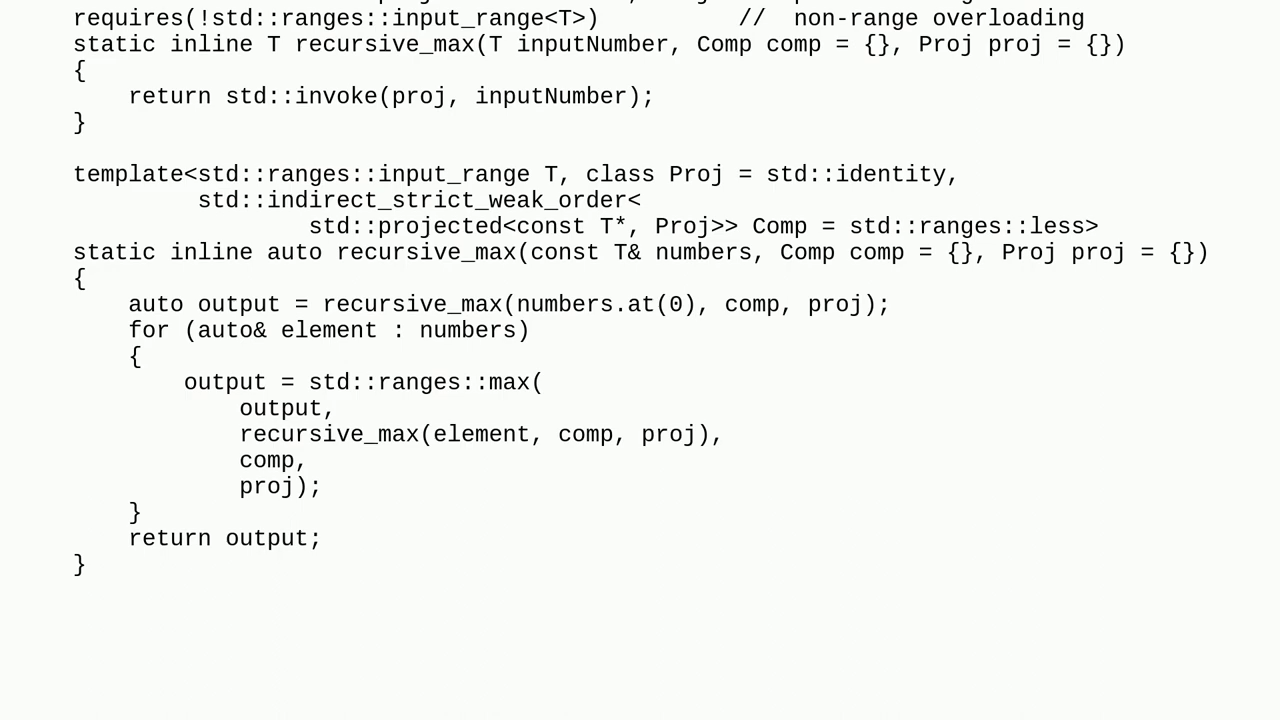 requires(!std::ranges::input_range<T>)          //  non-range overloading
static inline T recursive_max(T inputNumber, Comp comp = {}, Proj proj = {})
{
    return std::invoke(proj, inputNumber);
}

template<std::ranges::input_range T, class Proj = std::identity,
         std::indirect_strict_weak_order<
                 std::projected<const T*, Proj>> Comp = std::ranges::less>
static inline auto recursive_max(const T& numbers, Comp comp = {}, Proj proj = {})
{
    auto output = recursive_max(numbers.at(0), comp, proj);
    for (auto& element : numbers)
    {
        output = std::ranges::max(
            output,
            recursive_max(element, comp, proj),
            comp,
            proj);
    }
    return output;
}